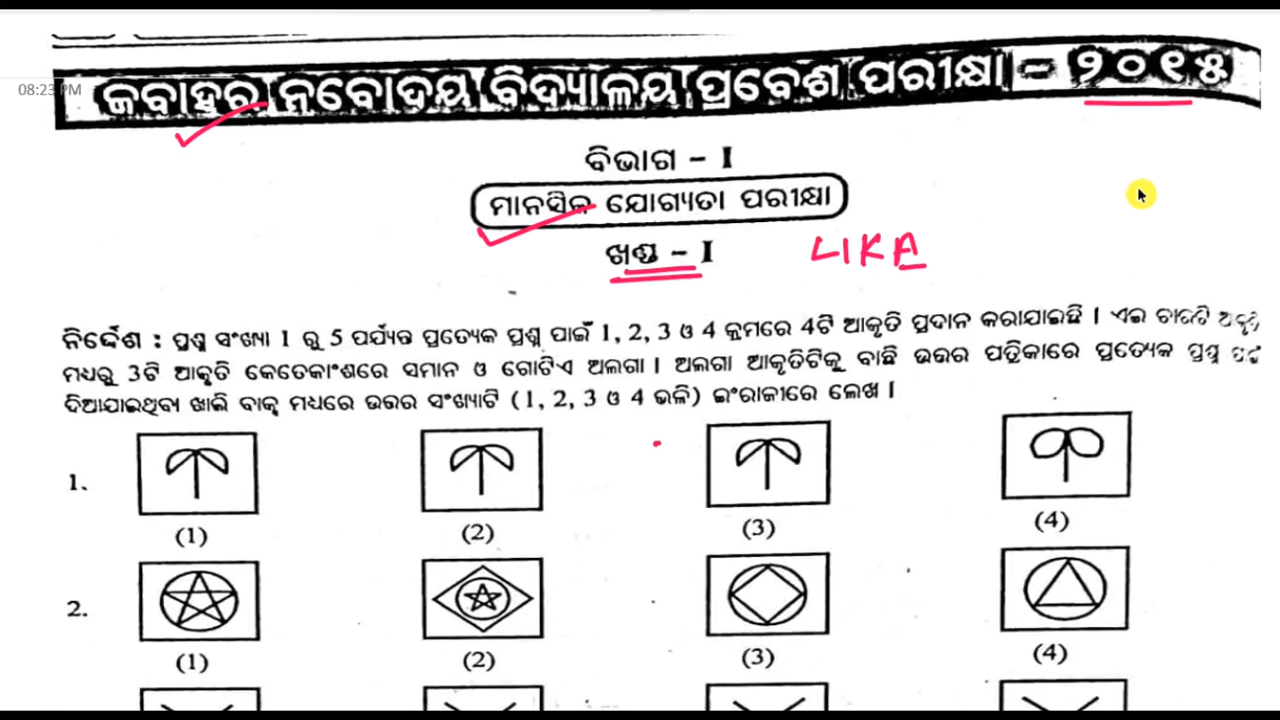 08:23 PM
ଜବାହର ନବୋଦୟ ବିଦ୍ୟାଳୟ ପ୍ରବେଶ ପରୀକ୍ଷା - ୨୦୧୫
ବିଭାଗ - I
ମାନସିକ ଯୋଗ୍ୟତା ପରୀକ୍ଷା
ଖଣ୍ଡ - I
LIKA
ନିର୍ଦ୍ଦେଶ : ପ୍ରଶ୍ନ ସଂଖ୍ୟା 1 ରୁ 5 ପର୍ଯ୍ୟନ୍ତ ପ୍ରତ୍ୟେକ ପ୍ରଶ୍ନ ପାଇଁ 1, 2, 3 ଓ 4 କ୍ରମରେ 4ଟି ଆକୃତି ପ୍ରଦାନ କରାଯାଇଛି । ଏଇ ଚାରୋଟି ଆକୃତି
ମଧ୍ୟରୁ 3ଟି ଆକୃତି କେତେକାଂଶରେ ସମାନ ଓ ଗୋଟିଏ ଅଲଗା । ଅଲଗା ଆକୃତିଟିକୁ ବାଛି ଉତ୍ତର ପତ୍ରିକାରେ ପ୍ରତ୍ୟେକ ପ୍ରଶ୍ନ
ଦିଆଯାଇଥିବା ଖାଲି ବାକ୍ସ ମଧ୍ୟରେ ଉତ୍ତର ସଂଖ୍ୟାଟି (1, 2, 3 ଓ 4 ଭଳି) ଇଂରାଜୀରେ ଲେଖ ।
1.
(1) (2) (3) (4)
2.
(1) (2) (3) (4)